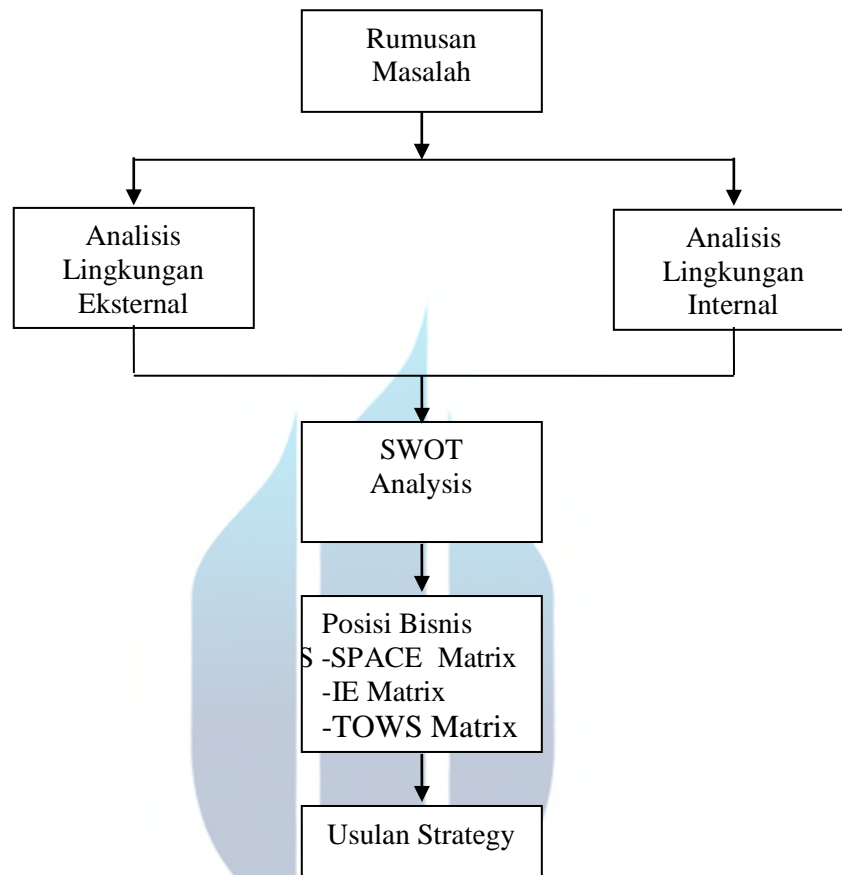 Rumusan
Masalah
Analisis
Lingkungan
Eksternal
Analisis
Lingkungan
Internal
SWOT
Analysis
Posisi Bisnis
S -SPACE Matrix
-IE Matrix
-TOWS Matrix
Usulan Strategy